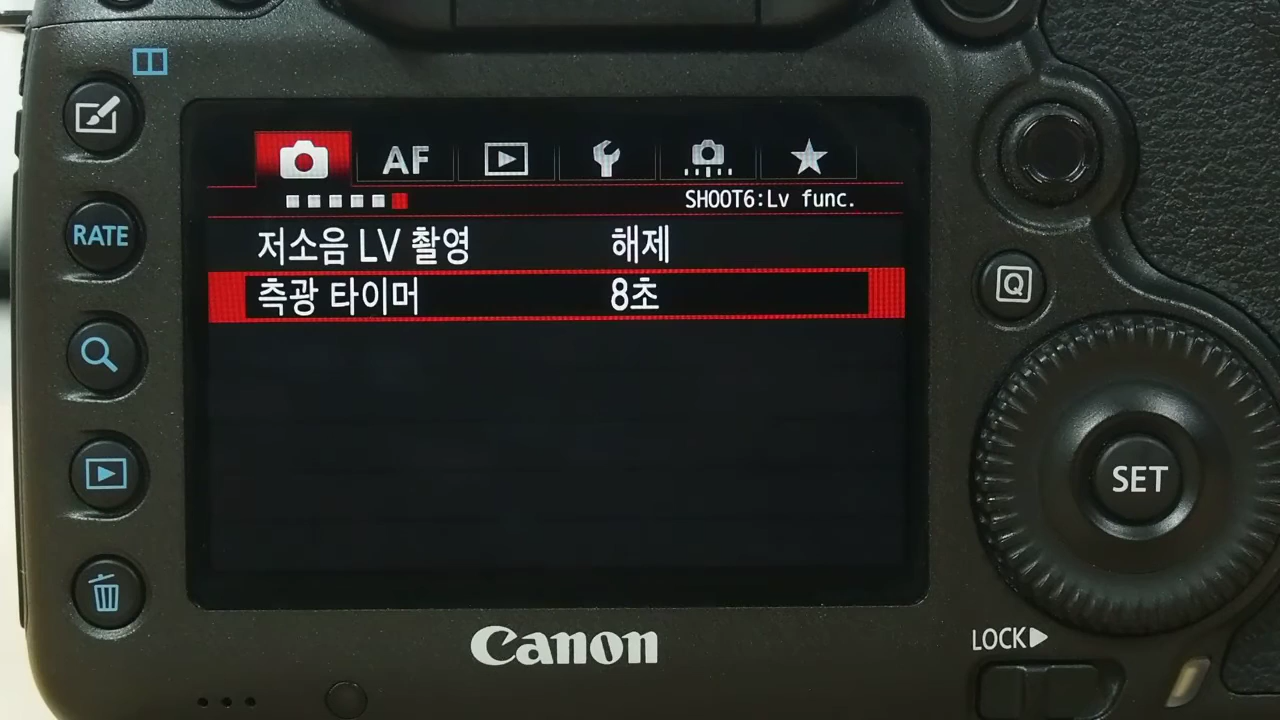 AF
SHOOT6:Lv func.
저소음 LV 촬영 해제
측광 타이머 8초
RATE
Q
SET
Canon
LOCK▶